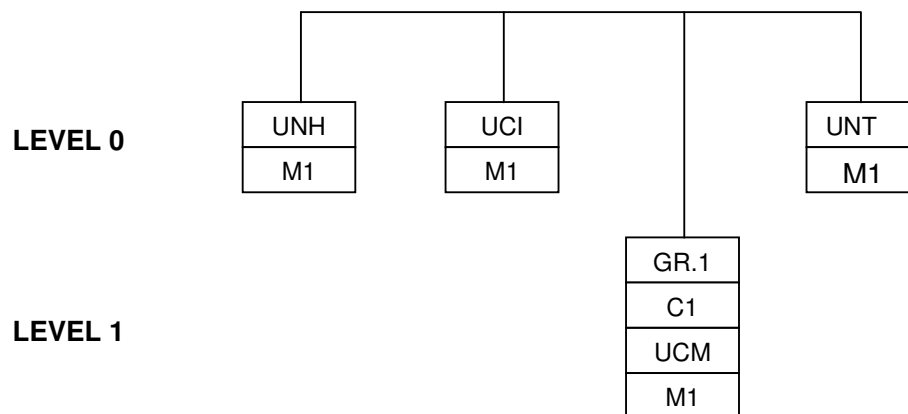 LEVEL 0
UNH
M1
UCI
M1
UNT
M1
LEVEL 1
GR.1
C1
UCM
M1